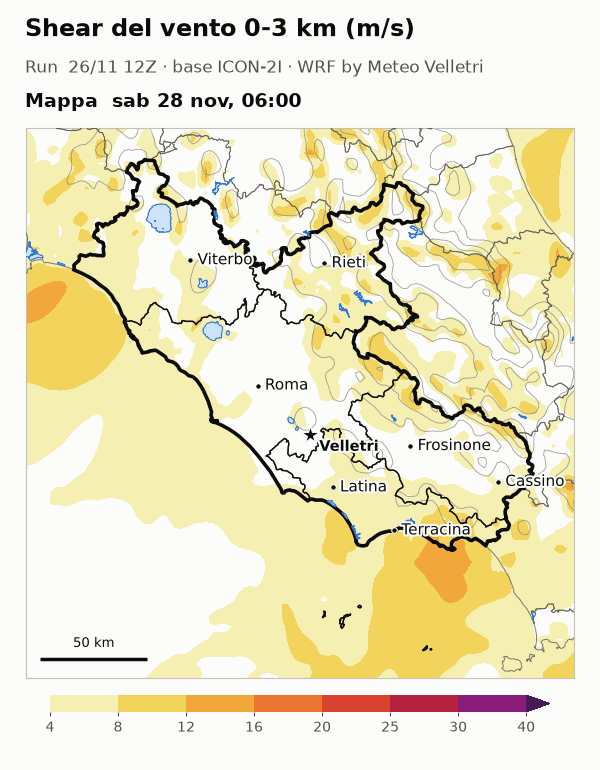 Shear del vento 0-3 km (m/s)
Run  26/11 12Z · base ICON-2I · WRF by Meteo Velletri
Mappa  sab 28 nov, 06:00
Viterbo
Rieti
Roma
Velletri
Frosinone
Cassino
Latina
Terracina
50 km
4 8 12 16 20 25 30 40